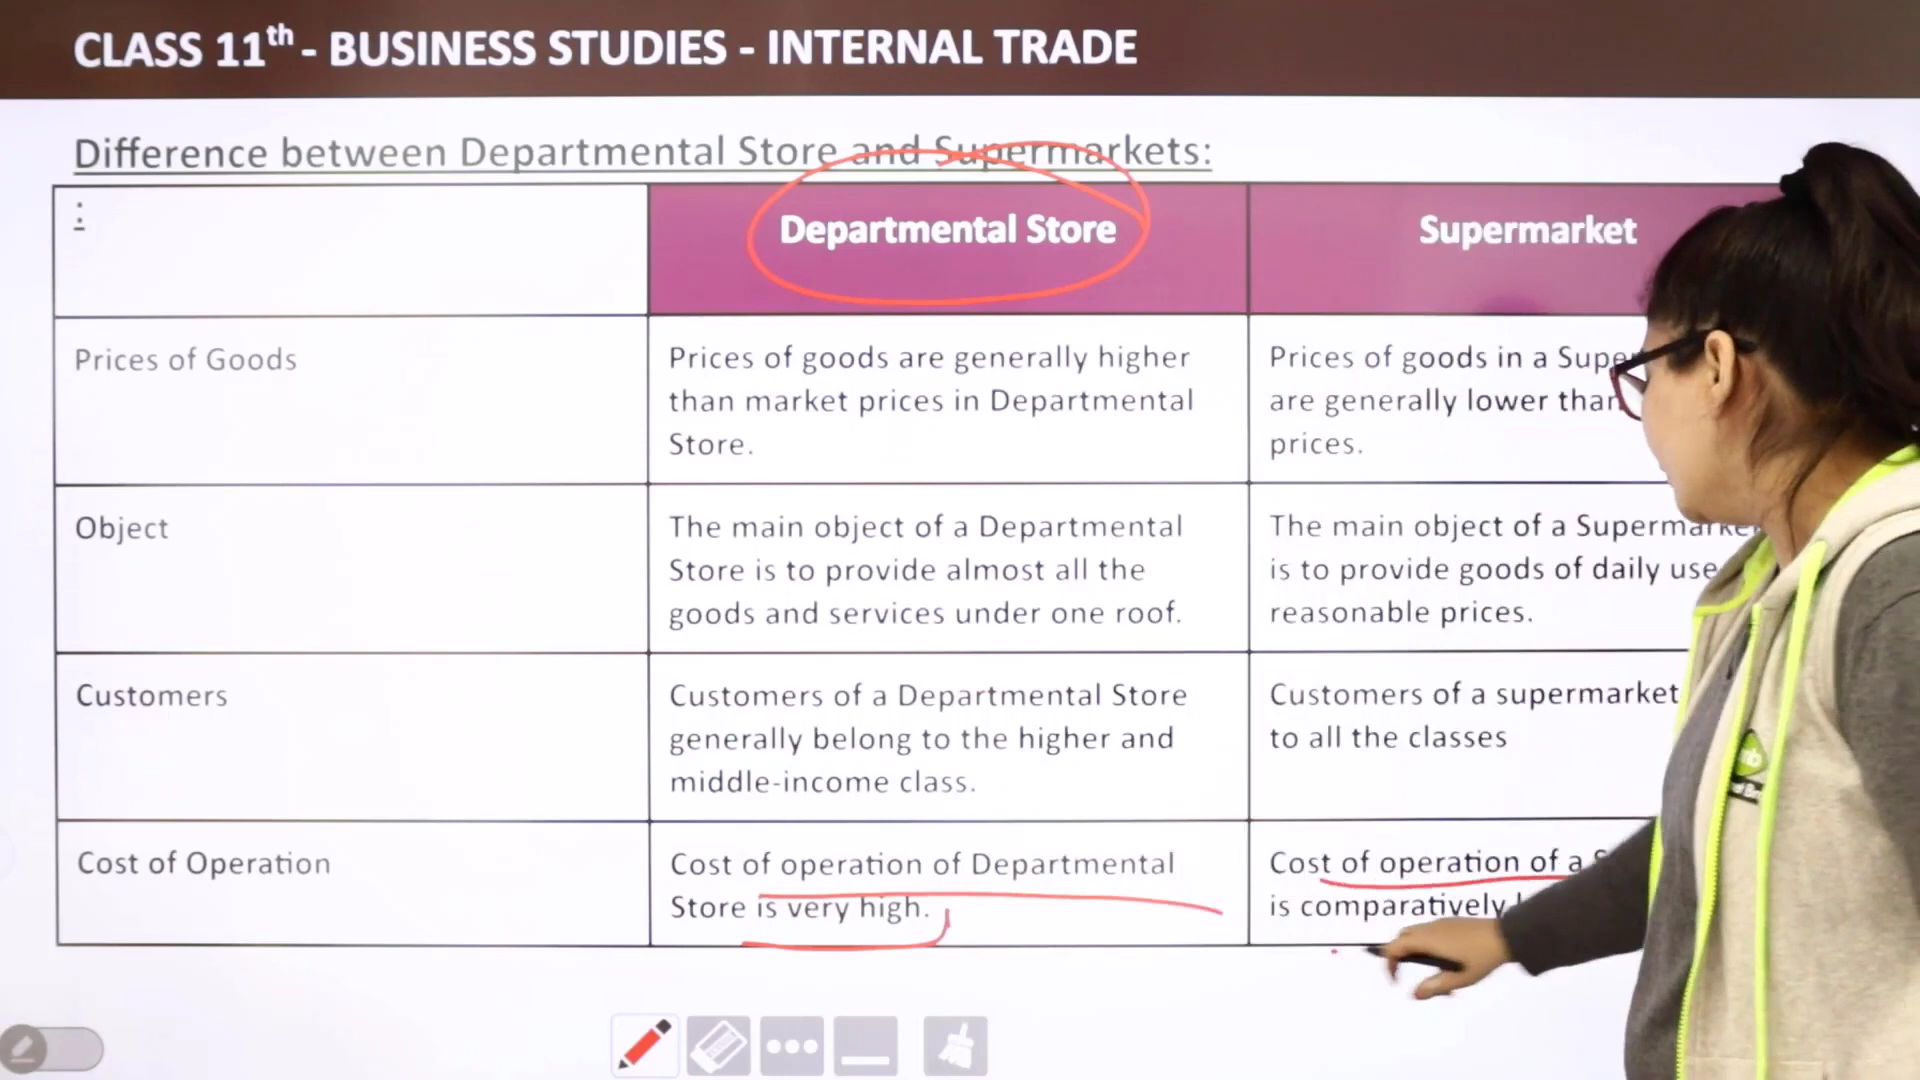 CLASS 11th - BUSINESS STUDIES - INTERNAL TRADE
Difference between Departmental Store and Supermarkets:
:
Departmental Store
Supermarket
Prices of Goods
Prices of goods are generally higher
than market prices in Departmental
Store.
Prices of goods in a
are generally lower than
prices.
Object
The main object of a Departmental
Store is to provide almost all the
goods and services under one roof.
The main object of a Supermarket
is to provide goods of daily use
reasonable prices.
Customers
Customers of a Departmental Store
generally belong to the higher and
middle-income class.
Customers of a supermarket
to all the classes
Cost of Operation
Cost of operation of Departmental
Store is very high.
Cost of operation of a
is comparatively